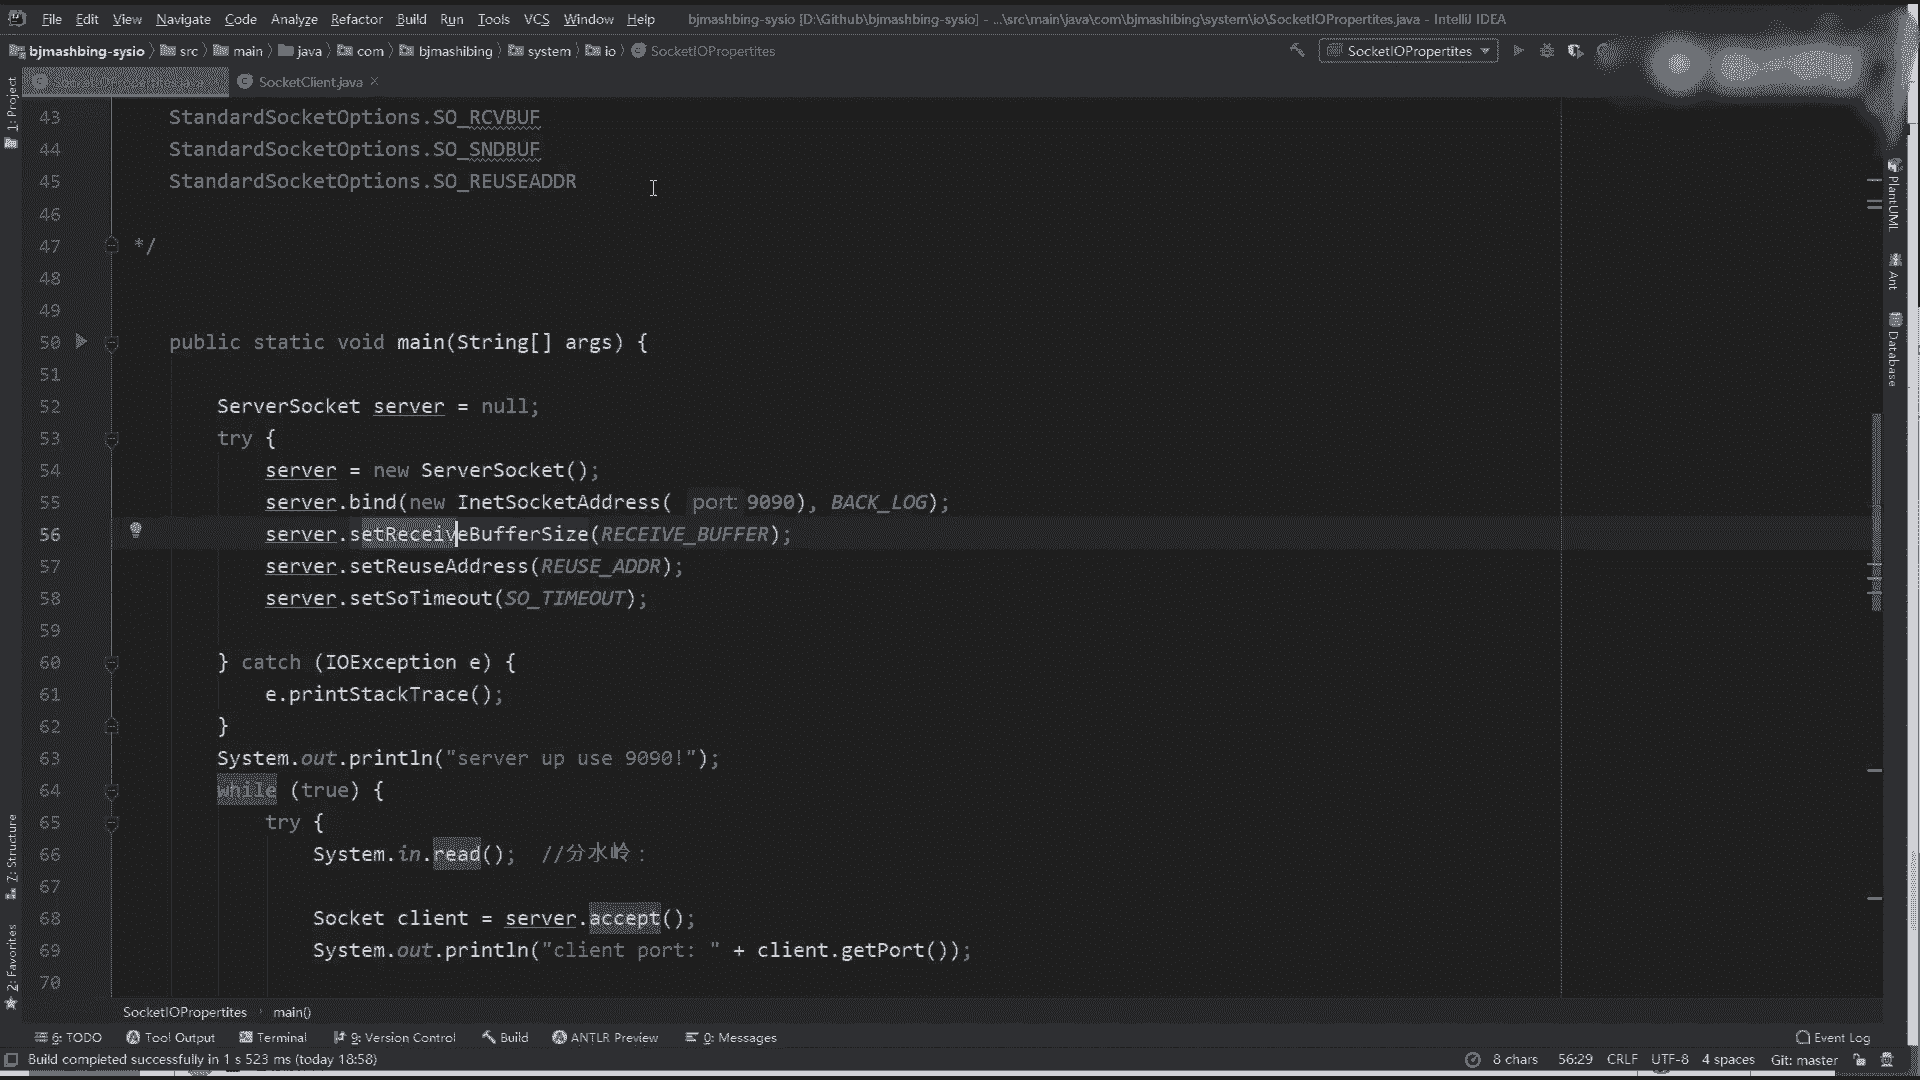 File Edit View Navigate Code Analyze Refactor Build Run Tools VCS Window Help bjmashbing-sysio [D:\Github\bjmashbing-sysio] - ...\src\main\java\com\bjmashibing\system\io\SocketIOPropertites.java - IntelliJ IDEA
bjmashbing-sysio src main java com bjmashibing system io SocketIOPropertites SocketIOPropertites
SocketClient.java
1: Project
43 StandardSocketOptions.SO_RCVBUF
44 StandardSocketOptions.SO_SNDBUF
45 StandardSocketOptions.SO_REUSEADDR
46
47 */
48
49
50 public static void main(String[] args) {
51
52 ServerSocket server = null;
53 try {
54 server = new ServerSocket();
55 server.bind(new InetSocketAddress( port: 9090), BACK_LOG);
56 server.setReceiveBufferSize(RECEIVE_BUFFER);
57 server.setReuseAddress(REUSE_ADDR);
58 server.setSoTimeout(SO_TIMEOUT);
59
60 } catch (IOException e) {
61 e.printStackTrace();
62 }
63 System.out.println("server up use 9090!");
64 while (true) {
65 try {
66 System.in.read(); //分水岭：
67
68 Socket client = server.accept();
69 System.out.println("client port: " + client.getPort());
70
PlantUML
Ant
Database
Z: Structure
2: Favorites
SocketIOPropertites main()
6: TODO Tool Output Terminal 9: Version Control Build ANTLR Preview 0: Messages Event Log
Build completed successfully in 1 s 523 ms (today 18:58) 8 chars 56:29 CRLF UTF-8 4 spaces Git: master